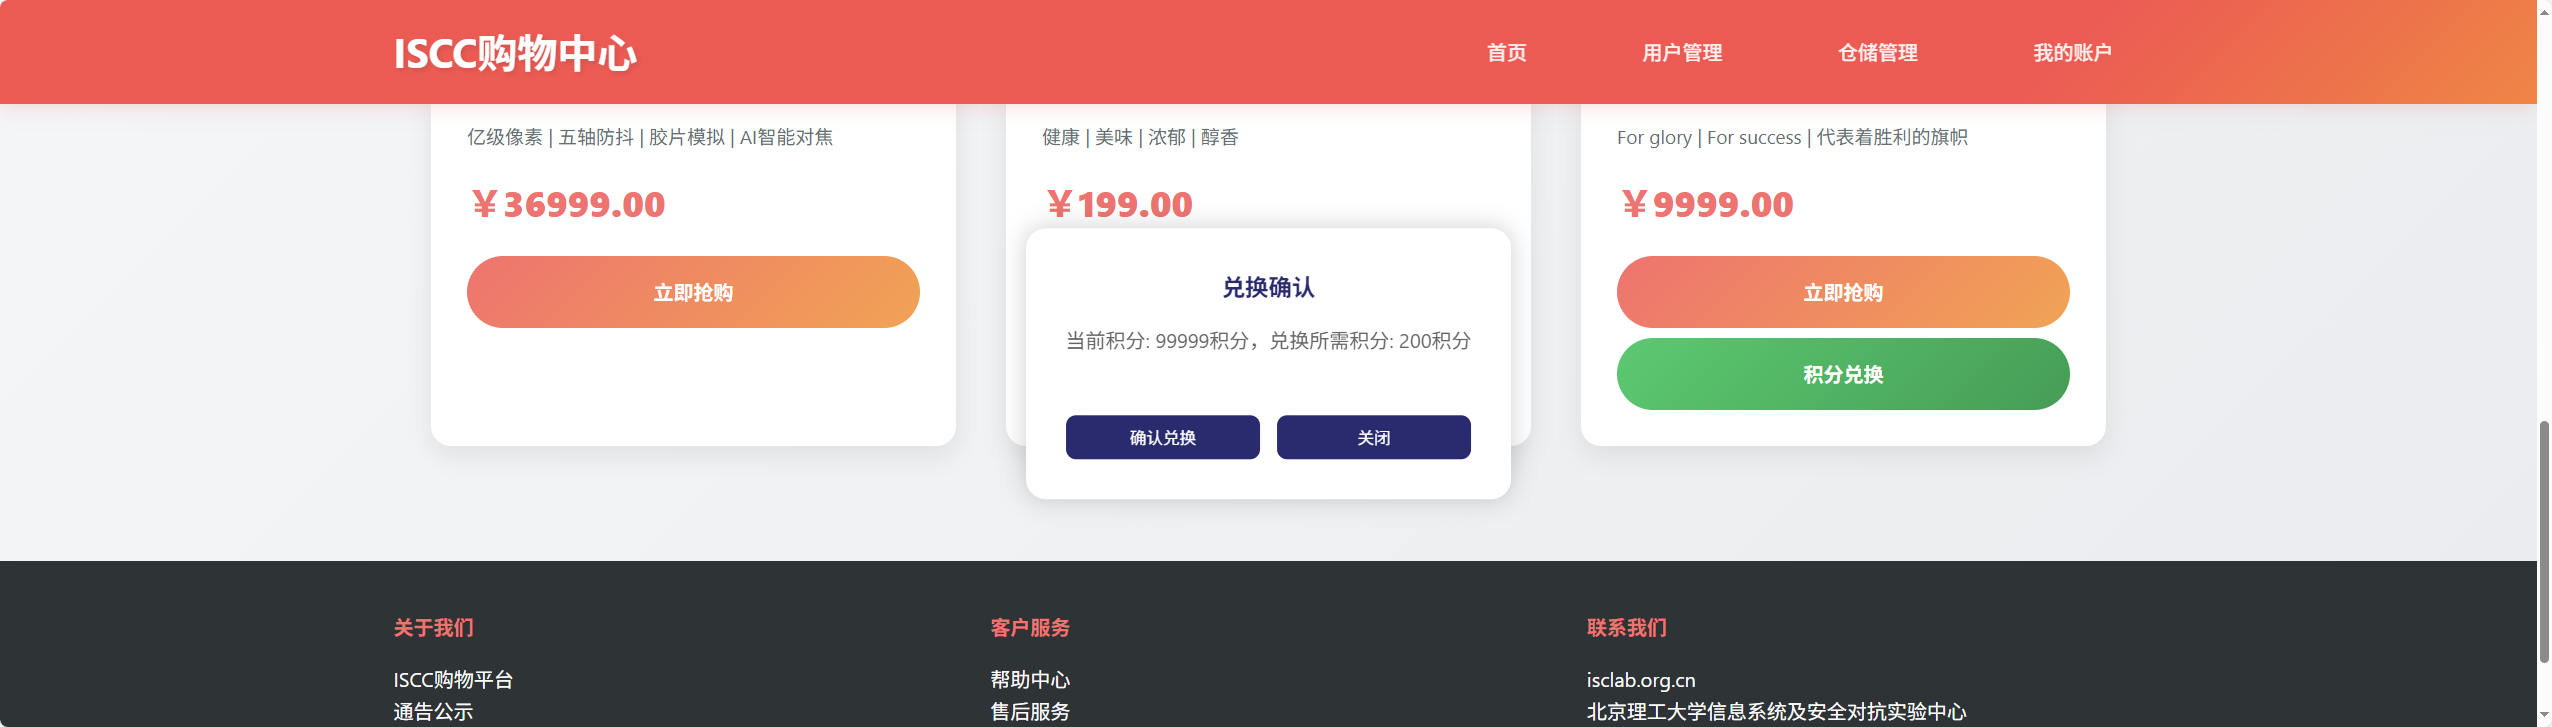 ISCC购物中心
首页
用户管理
仓储管理
我的账户
亿级像素 | 五轴防抖 | 胶片模拟 | AI智能对焦
￥36999.00
立即抢购
健康 | 美味 | 浓郁 | 醇香
￥199.00
For glory | For success | 代表着胜利的旗帜
￥9999.00
立即抢购
积分兑换
兑换确认
当前积分: 99999积分，兑换所需积分: 200积分
确认兑换
关闭
关于我们
ISCC购物平台
通告公示
客户服务
帮助中心
售后服务
联系我们
isclab.org.cn
北京理工大学信息系统及安全对抗实验中心